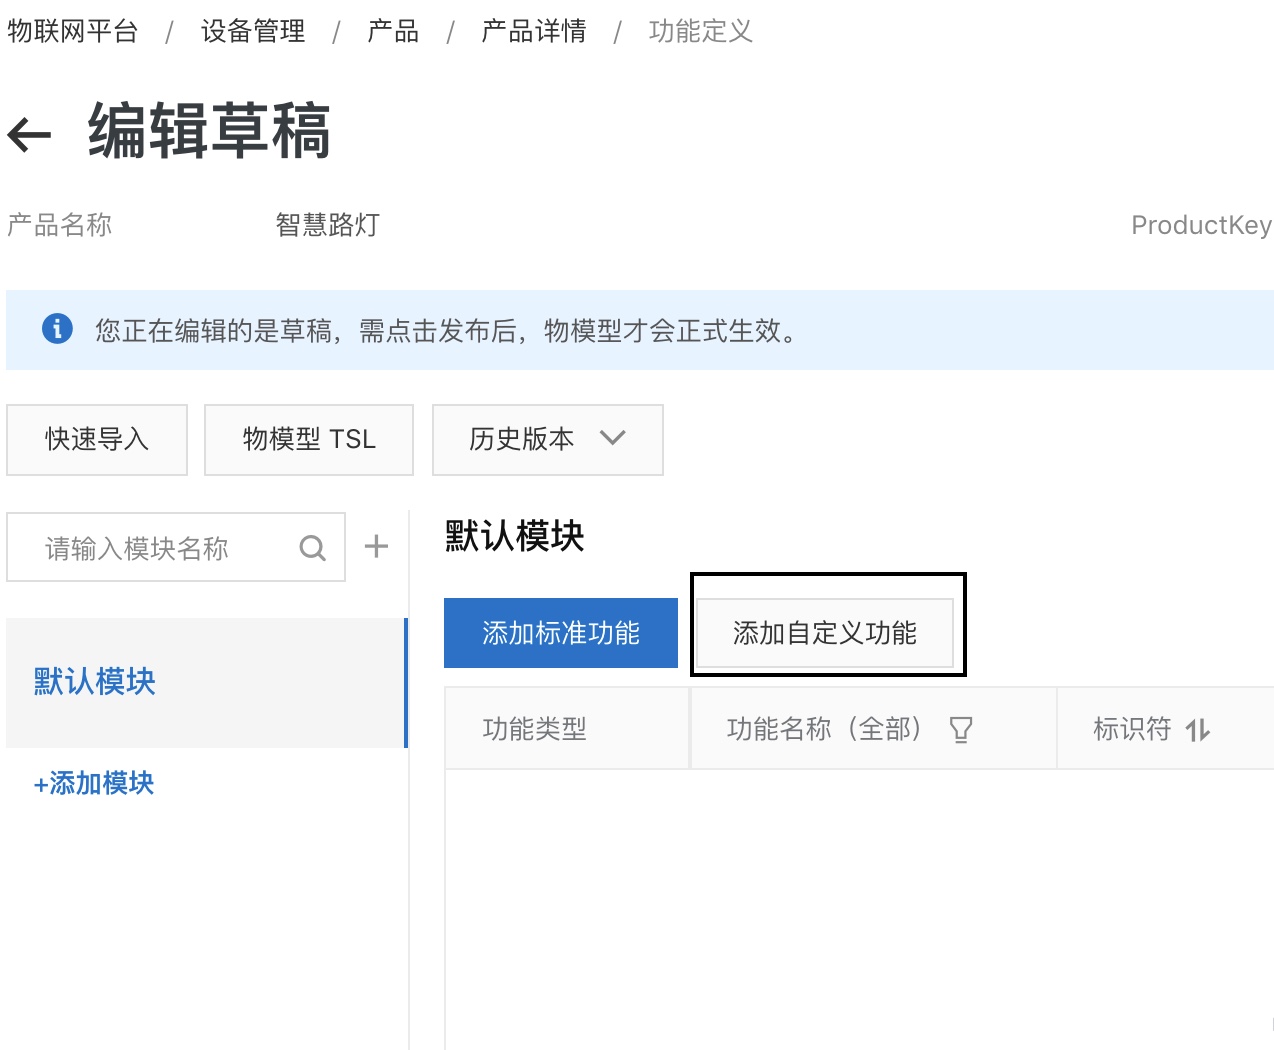 物联网平台 / 设备管理 / 产品 / 产品详情 / 功能定义
编辑草稿
产品名称 智慧路灯 ProductKey
您正在编辑的是草稿，需点击发布后，物模型才会正式生效。
快速导入 物模型 TSL 历史版本
请输入模块名称
默认模块
+添加模块
默认模块
添加标准功能 添加自定义功能
功能类型 功能名称（全部） 标识符